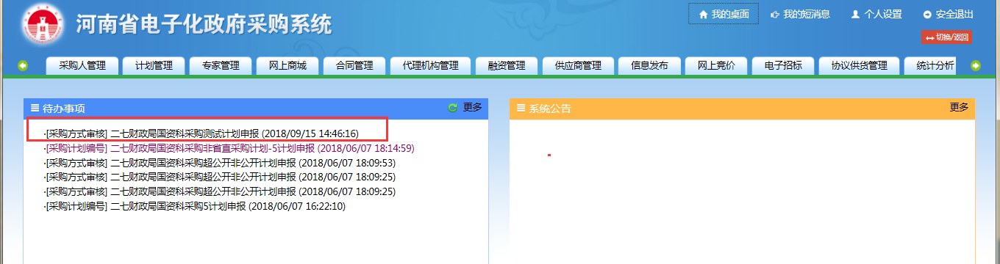 河南省电子化政府采购系统
我的桌面 我的短消息 个人设置 安全退出
切换/返回
采购人管理 计划管理 专家管理 网上商城 合同管理 代理机构管理 融资管理 供应商管理 信息发布 网上竞价 电子招标 协议供货管理 统计分析
待办事项 更多
·[采购方式审核] 二七财政局国资科采购测试计划申报 (2018/09/15 14:46:16)
·[采购计划编号] 二七财政局国资科采购非省直采购计划-5计划申报 (2018/06/07 18:14:59)
·[采购方式审核] 二七财政局国资科采购超公开非公开计划申报 (2018/06/07 18:09:53)
·[采购方式审核] 二七财政局国资科采购超公开非公开计划申报 (2018/06/07 18:09:25)
·[采购方式审核] 二七财政局国资科采购超公开非公开计划申报 (2018/06/07 18:09:25)
·[采购计划编号] 二七财政局国资科采购5计划申报 (2018/06/07 16:22:10)
系统公告 更多